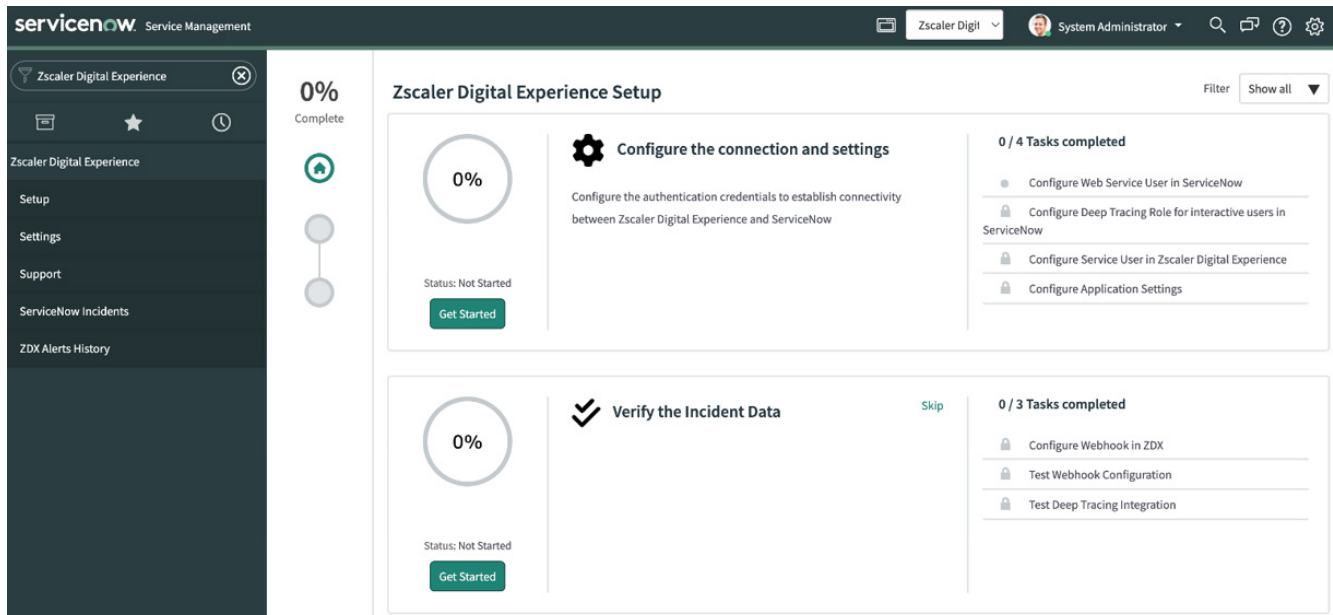 servicenow. Service Management
Zscaler Digit
System Administrator
Zscaler Digital Experience
Zscaler Digital Experience
Setup
Settings
Support
ServiceNow Incidents
ZDX Alerts History
0%
Complete
Zscaler Digital Experience Setup
Filter
Show all
0%
Status: Not Started
Get Started
Configure the connection and settings
Configure the authentication credentials to establish connectivity
between Zscaler Digital Experience and ServiceNow
0 / 4 Tasks completed
Configure Web Service User in ServiceNow
Configure Deep Tracing Role for interactive users in
ServiceNow
Configure Service User in Zscaler Digital Experience
Configure Application Settings
0%
Status: Not Started
Get Started
Verify the Incident Data
Skip
0 / 3 Tasks completed
Configure Webhook in ZDX
Test Webhook Configuration
Test Deep Tracing Integration